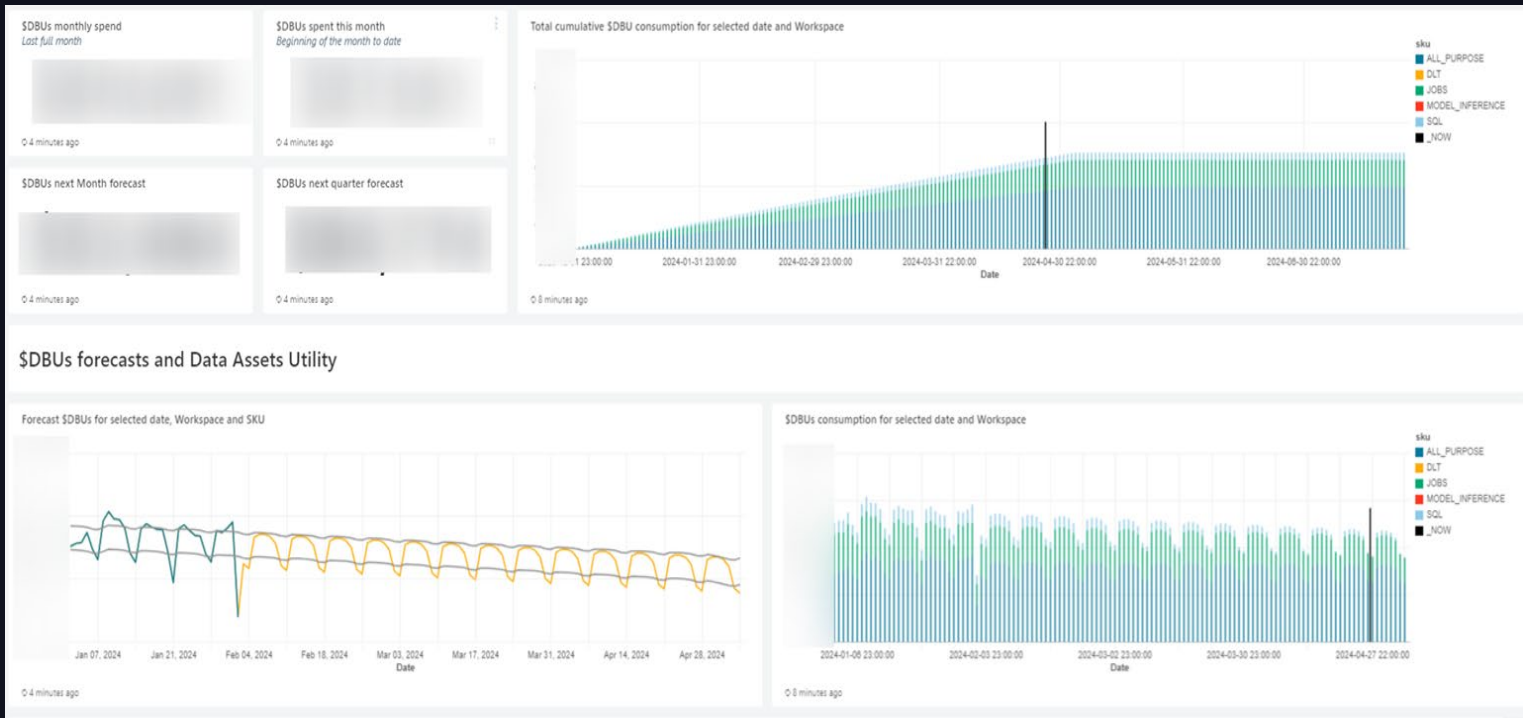 $DBUs monthly spend
Last full month
4 minutes ago
$DBUs spent this month
Beginning of the month to date
4 minutes ago
$DBUs next Month forecast
4 minutes ago
$DBUs next quarter forecast
4 minutes ago
Total cumulative $DBU consumption for selected date and Workspace
sku
ALL_PURPOSE
DLT
JOBS
MODEL_INFERENCE
SQL
_NOW
23:00:00 2024-01-31 23:00:00 2024-02-29 23:00:00 2024-03-31 22:00:00 2024-04-30 22:00:00 2024-05-31 22:00:00 2024-06-30 22:00:00
Date
8 minutes ago
$DBUs forecasts and Data Assets Utility
Forecast $DBUs for selected date, Workspace and SKU
Jan 07, 2024 Jan 21, 2024 Feb 04, 2024 Feb 18, 2024 Mar 03, 2024 Mar 17, 2024 Mar 31, 2024 Apr 14, 2024 Apr 28, 2024
Date
4 minutes ago
$DBUs consumption for selected date and Workspace
sku
ALL_PURPOSE
DLT
JOBS
MODEL_INFERENCE
SQL
_NOW
2024-01-06 23:00:00 2024-02-03 23:00:00 2024-03-02 23:00:00 2024-03-30 23:00:00 2024-04-27 22:00:00
Date
8 minutes ago